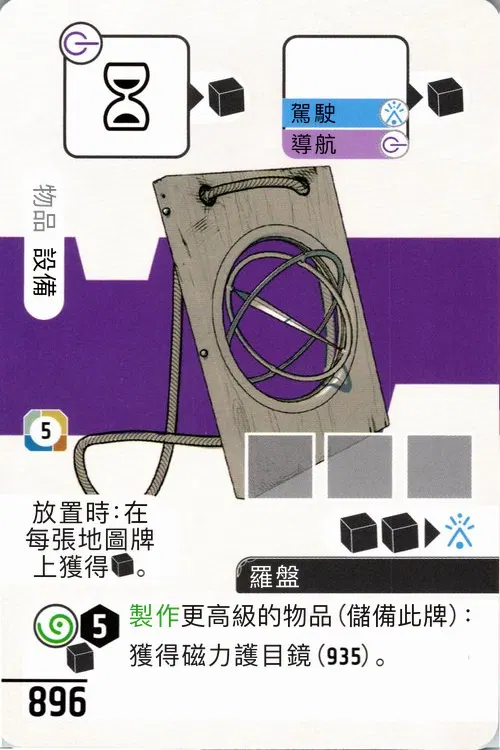 駕駛
導航
物品 設備
5
放置時:在
每張地圖牌
上獲得 。
羅盤
5 製作更高級的物品(儲備此牌):
獲得磁力護目鏡(935)。
896